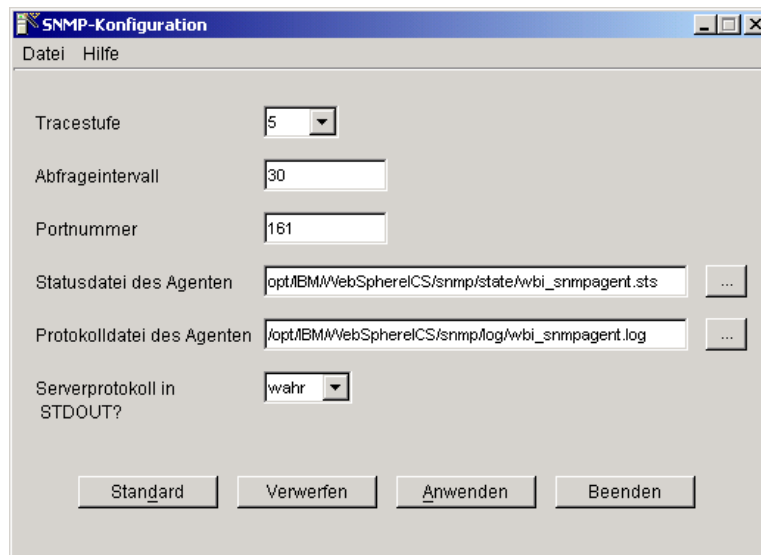 SNMP-Konfiguration
Datei Hilfe
Tracestufe 5
Abfrageintervall 30
Portnummer 161
Statusdatei des Agenten opt/IBM/WebSphereICS/snmp/state/wbi_snmpagent.sts ...
Protokolldatei des Agenten /opt/IBM/WebSphereICS/snmp/log/wbi_snmpagent.log ...
Serverprotokoll in wahr
STDOUT?
Standard Verwerfen Anwenden Beenden